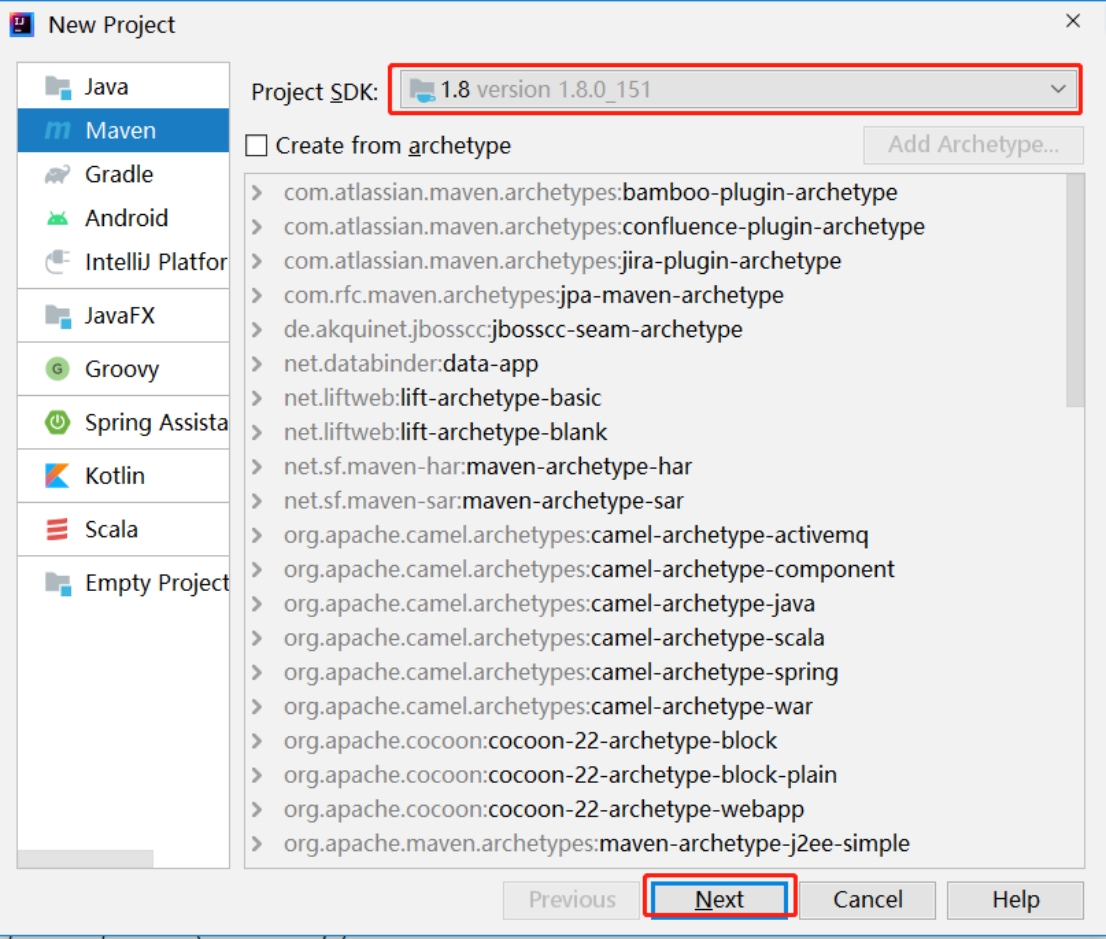 New Project
Java
Maven
Gradle
Android
IntelliJ Platfor
JavaFX
Groovy
Spring Assista
Kotlin
Scala
Empty Project
Project SDK: 1.8 version 1.8.0_151
Create from archetype
Add Archetype...
com.atlassian.maven.archetypes:bamboo-plugin-archetype
com.atlassian.maven.archetypes:confluence-plugin-archetype
com.atlassian.maven.archetypes:jira-plugin-archetype
com.rfc.maven.archetypes:jpa-maven-archetype
de.akquinet.jbosscc:jbosscc-seam-archetype
net.databinder:data-app
net.liftweb:lift-archetype-basic
net.liftweb:lift-archetype-blank
net.sf.maven-har:maven-archetype-har
net.sf.maven-sar:maven-archetype-sar
org.apache.camel.archetypes:camel-archetype-activemq
org.apache.camel.archetypes:camel-archetype-component
org.apache.camel.archetypes:camel-archetype-java
org.apache.camel.archetypes:camel-archetype-scala
org.apache.camel.archetypes:camel-archetype-spring
org.apache.camel.archetypes:camel-archetype-war
org.apache.cocoon:cocoon-22-archetype-block
org.apache.cocoon:cocoon-22-archetype-block-plain
org.apache.cocoon:cocoon-22-archetype-webapp
org.apache.maven.archetypes:maven-archetype-j2ee-simple
Previous
Next
Cancel
Help